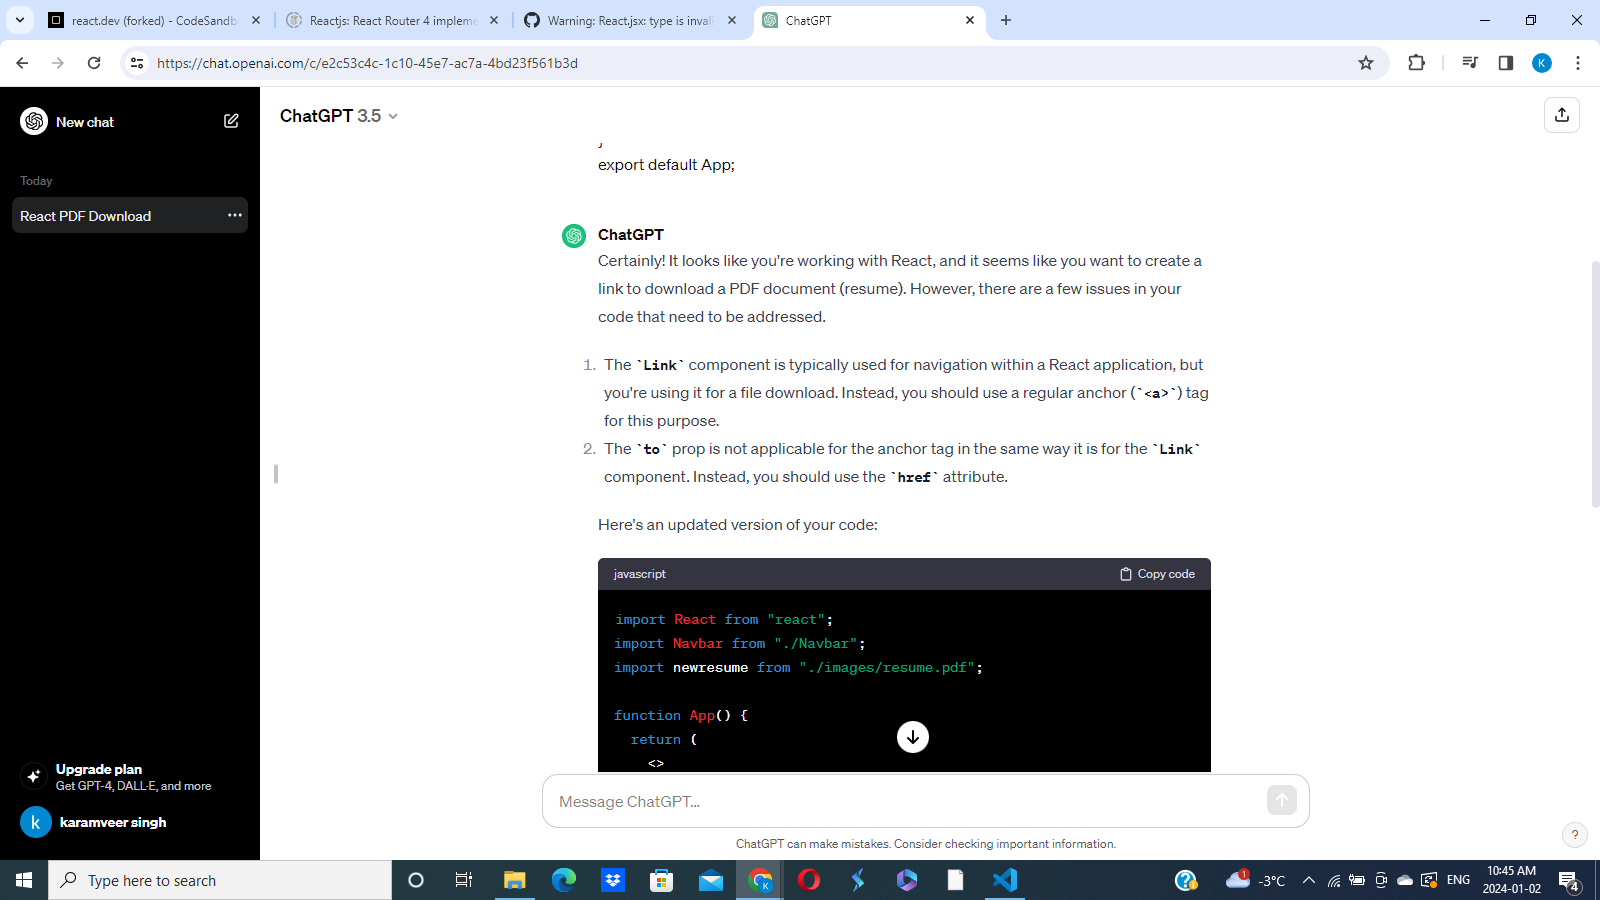 react.dev (forked) - CodeSandb
Reactjs: React Router 4 impleme
Warning: React.jsx: type is inval
ChatGPT
https://chat.openai.com/c/e2c53c4c-1c10-45e7-ac7a-4bd23f561b3d
K
New chat
ChatGPT 3.5
Today
React PDF Download
}
export default App;
ChatGPT
Certainly! It looks like you're working with React, and it seems like you want to create a
link to download a PDF document (resume). However, there are a few issues in your
code that need to be addressed.
1. The `Link` component is typically used for navigation within a React application, but
you're using it for a file download. Instead, you should use a regular anchor (`<a>`) tag
for this purpose.
2. The `to` prop is not applicable for the anchor tag in the same way it is for the `Link`
component. Instead, you should use the `href` attribute.
Here's an updated version of your code:
javascript
Copy code
import React from "react";
import Navbar from "./Navbar";
import newresume from "./images/resume.pdf";
function App() {
return (
<>
Upgrade plan
Get GPT-4, DALL·E, and more
k
karamveer singh
Message ChatGPT...
ChatGPT can make mistakes. Consider checking important information.
?
Type here to search
K
1
-3°C
ENG
10:45 AM
2024-01-02
4